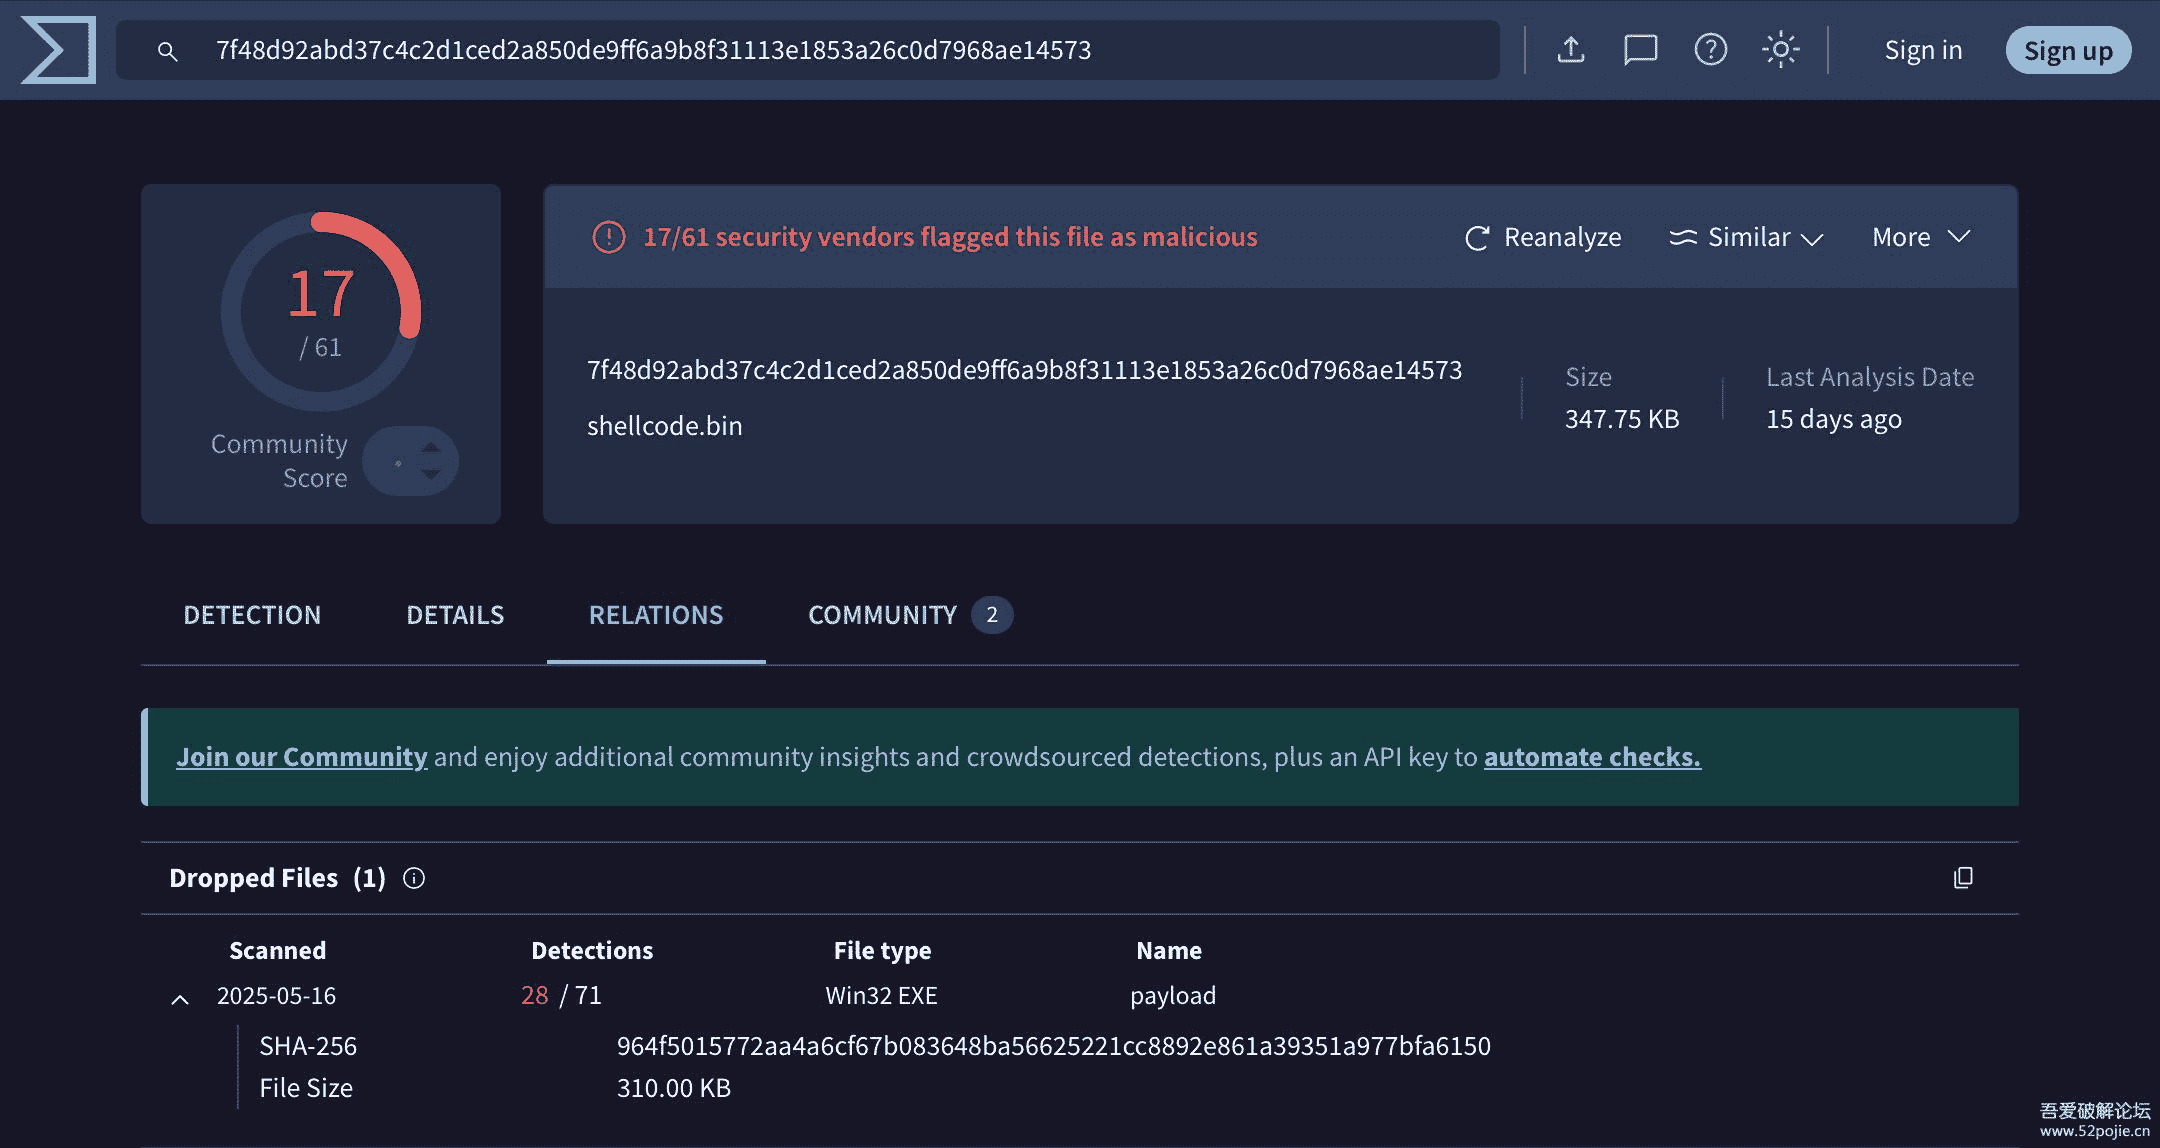 7f48d92abd37c4c2d1ced2a850de9ff6a9b8f31113e1853a26c0d7968ae14573
Sign in
Sign up
17
/ 61
Community
Score
17/61 security vendors flagged this file as malicious
Reanalyze
Similar
More
7f48d92abd37c4c2d1ced2a850de9ff6a9b8f31113e1853a26c0d7968ae14573
shellcode.bin
Size
347.75 KB
Last Analysis Date
15 days ago
DETECTION
DETAILS
RELATIONS
COMMUNITY 2
Join our Community and enjoy additional community insights and crowdsourced detections, plus an API key to automate checks.
Dropped Files (1)
Scanned Detections File type Name
2025-05-16 28 / 71 Win32 EXE payload
SHA-256 964f5015772aa4a6cf67b083648ba56625221cc8892e861a39351a977bfa6150
File Size 310.00 KB
吾爱破解论坛
www.52pojie.cn